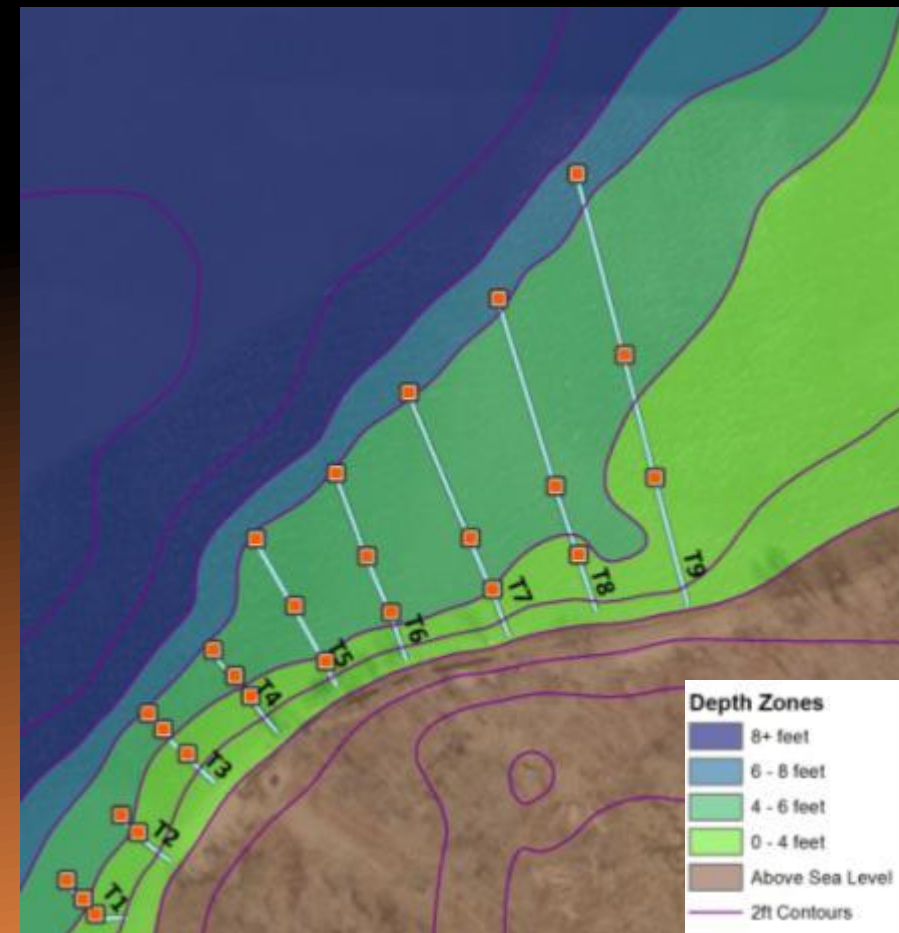 T9
T8
T7
T6
T5
T4
T3
T2
T1
Depth Zones
8+ feet
6 - 8 feet
4 - 6 feet
0 - 4 feet
Above Sea Level
2ft Contours